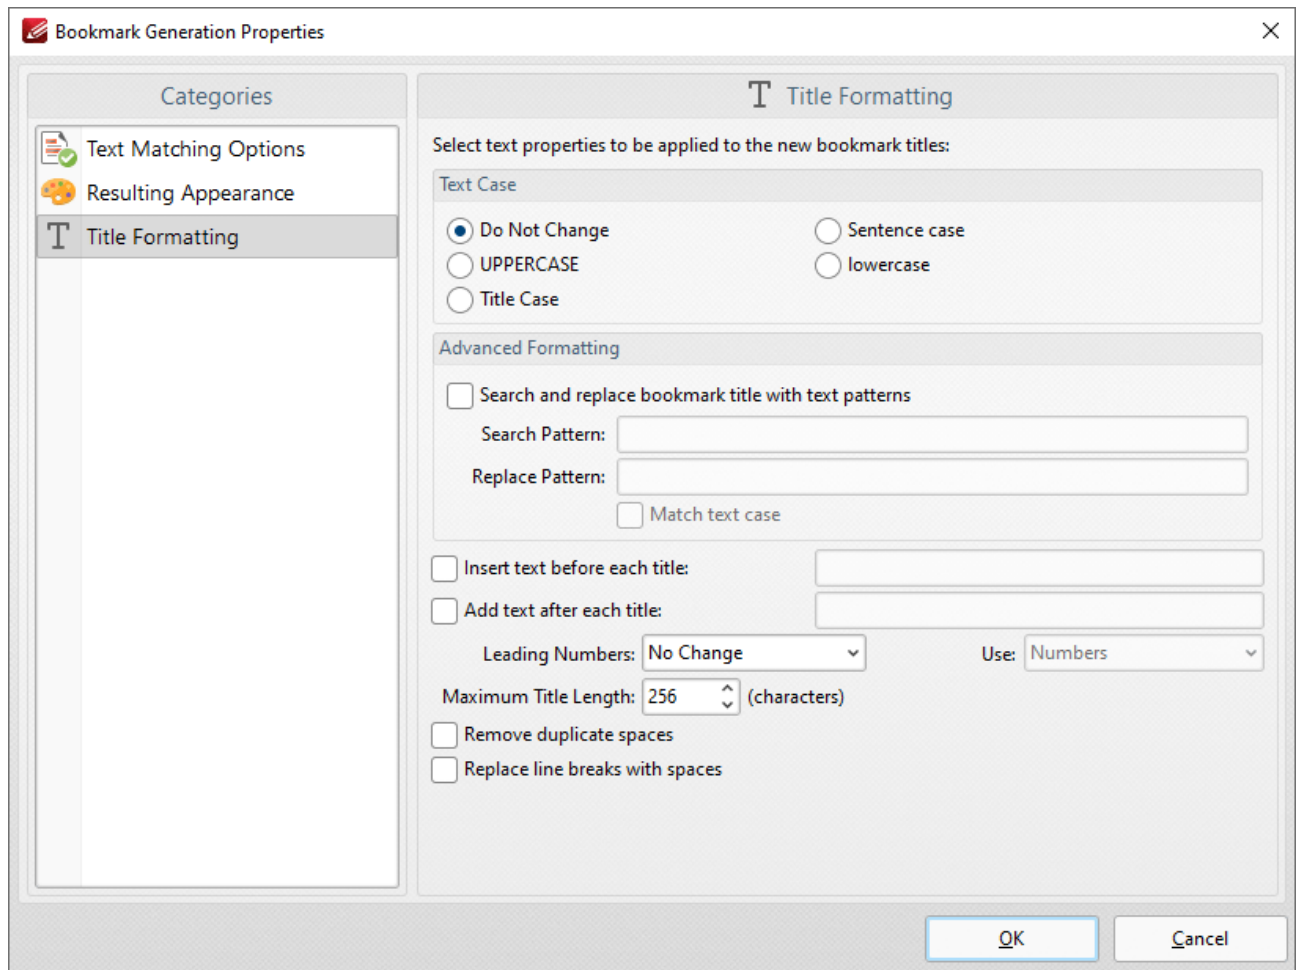 Bookmark Generation Properties
Categories
Text Matching Options
Resulting Appearance
Title Formatting
Title Formatting
Select text properties to be applied to the new bookmark titles:
Text Case
Do Not Change
Sentence case
UPPERCASE
lowercase
Title Case
Advanced Formatting
Search and replace bookmark title with text patterns
Search Pattern:
Replace Pattern:
Match text case
Insert text before each title:
Add text after each title:
Leading Numbers: No Change Use: Numbers
Maximum Title Length: 256 (characters)
Remove duplicate spaces
Replace line breaks with spaces
OK Cancel